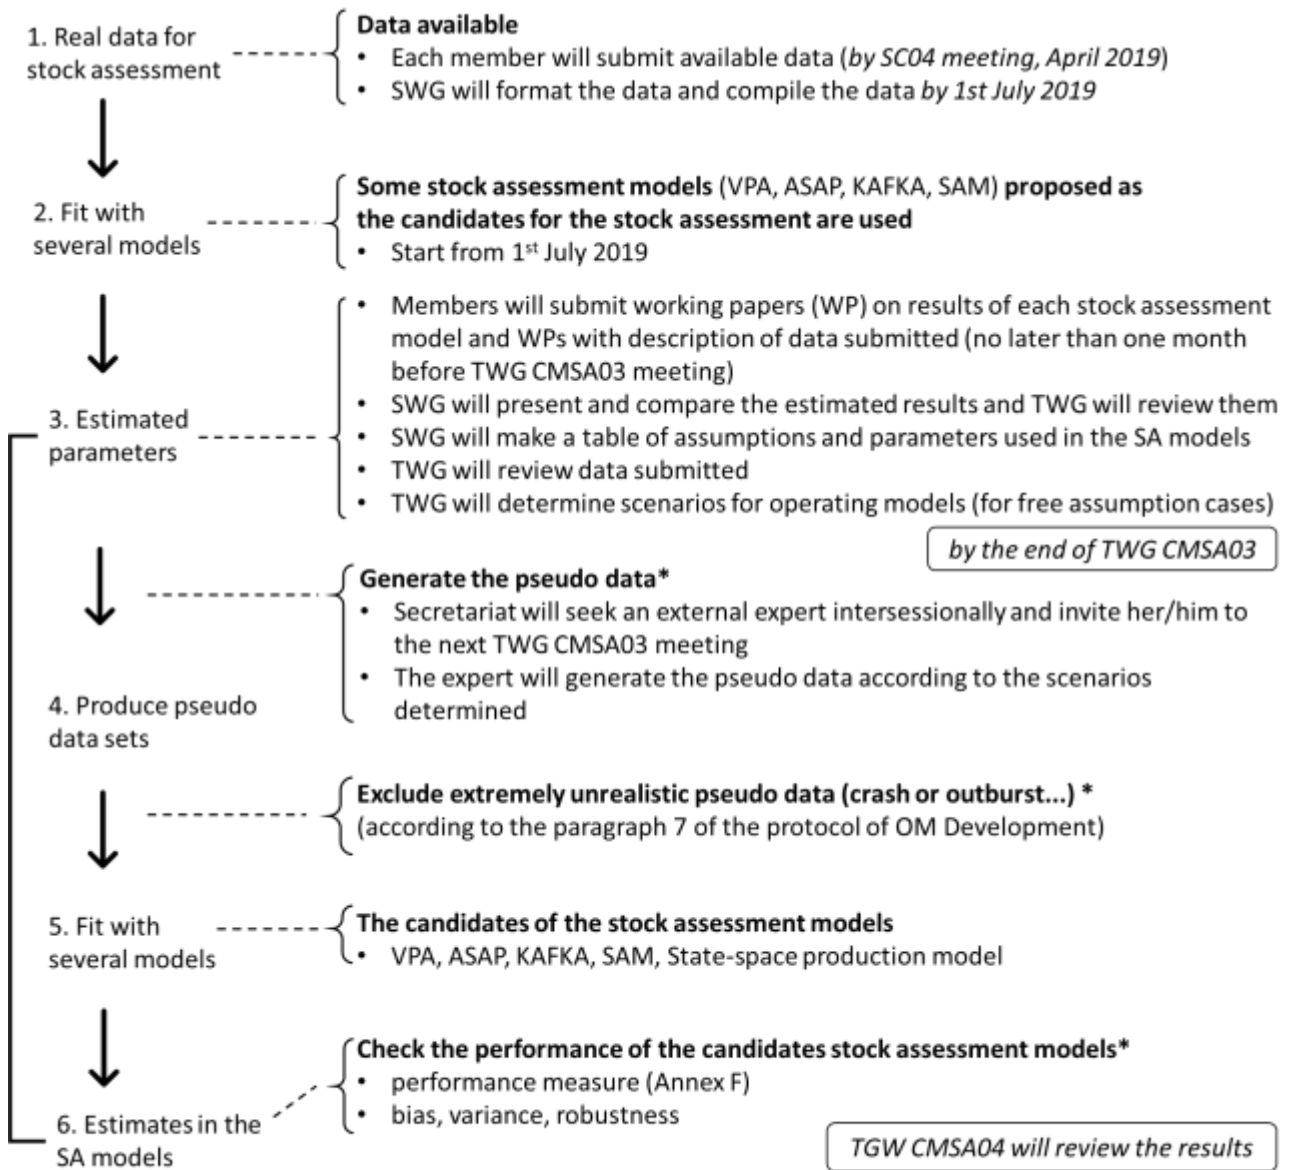 1. Real data for
stock assessment
Data available
• Each member will submit available data (by SC04 meeting, April 2019)
• SWG will format the data and compile the data by 1st July 2019
2. Fit with
several models
Some stock assessment models (VPA, ASAP, KAFKA, SAM) proposed as
the candidates for the stock assessment are used
• Start from 1st July 2019
3. Estimated
parameters
• Members will submit working papers (WP) on results of each stock assessment
model and WPs with description of data submitted (no later than one month
before TWG CMSA03 meeting)
• SWG will present and compare the estimated results and TWG will review them
• SWG will make a table of assumptions and parameters used in the SA models
• TWG will review data submitted
• TWG will determine scenarios for operating models (for free assumption cases)
by the end of TWG CMSA03
Generate the pseudo data*
• Secretariat will seek an external expert intersessionally and invite her/him to
the next TWG CMSA03 meeting
• The expert will generate the pseudo data according to the scenarios
determined
4. Produce pseudo
data sets
Exclude extremely unrealistic pseudo data (crash or outburst...) *
(according to the paragraph 7 of the protocol of OM Development)
5. Fit with
several models
The candidates of the stock assessment models
• VPA, ASAP, KAFKA, SAM, State-space production model
Check the performance of the candidates stock assessment models*
• performance measure (Annex F)
• bias, variance, robustness
6. Estimates in the
SA models
TGW CMSA04 will review the results